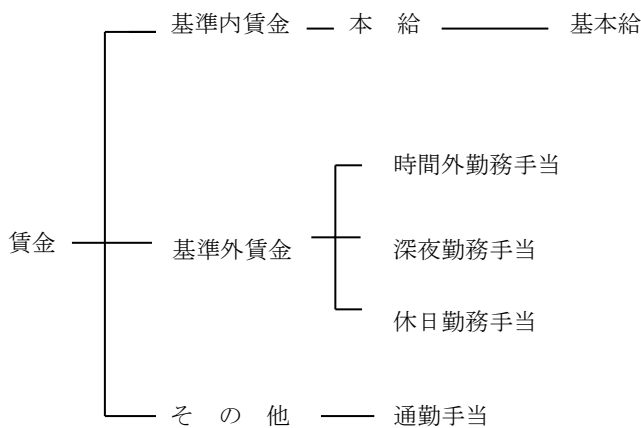 基準内賃金 本 給 基本給
時間外勤務手当
賃金 基準外賃金 深夜勤務手当
休日勤務手当
そ の 他 通勤手当